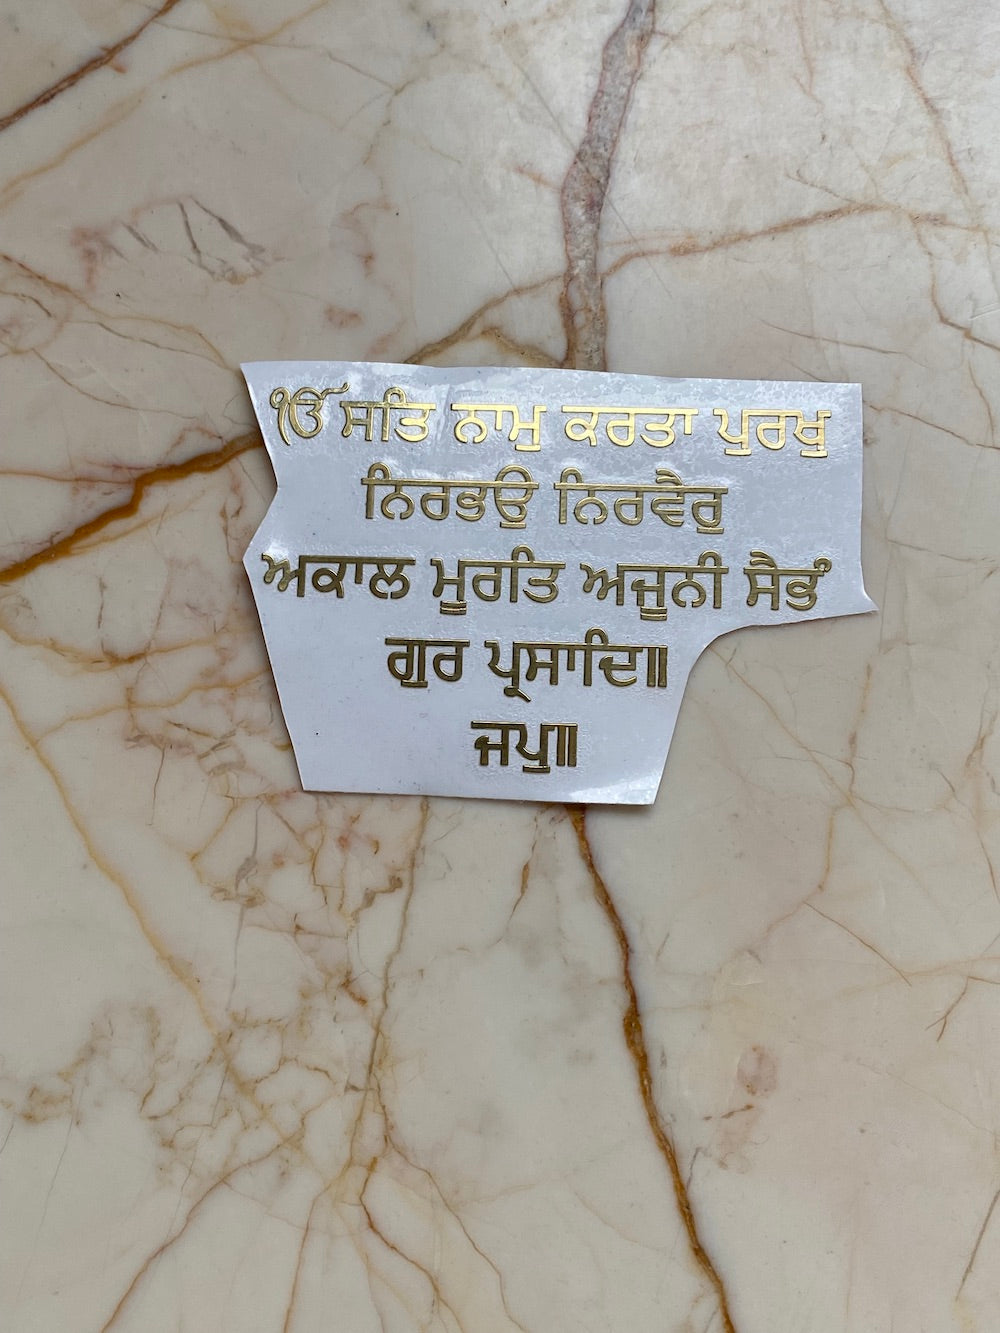 ੴ ਸਤਿ ਨਾਮੁ ਕਰਤਾ ਪੁਰਖੁ
ਨਿਰਭਉ ਨਿਰਵੈਰੁ
ਅਕਾਲ ਮੂਰਤਿ ਅਜੂਨੀ ਸੈਭੰ
ਗੁਰ ਪ੍ਰਸਾਦਿ॥
ਜਪੁ॥